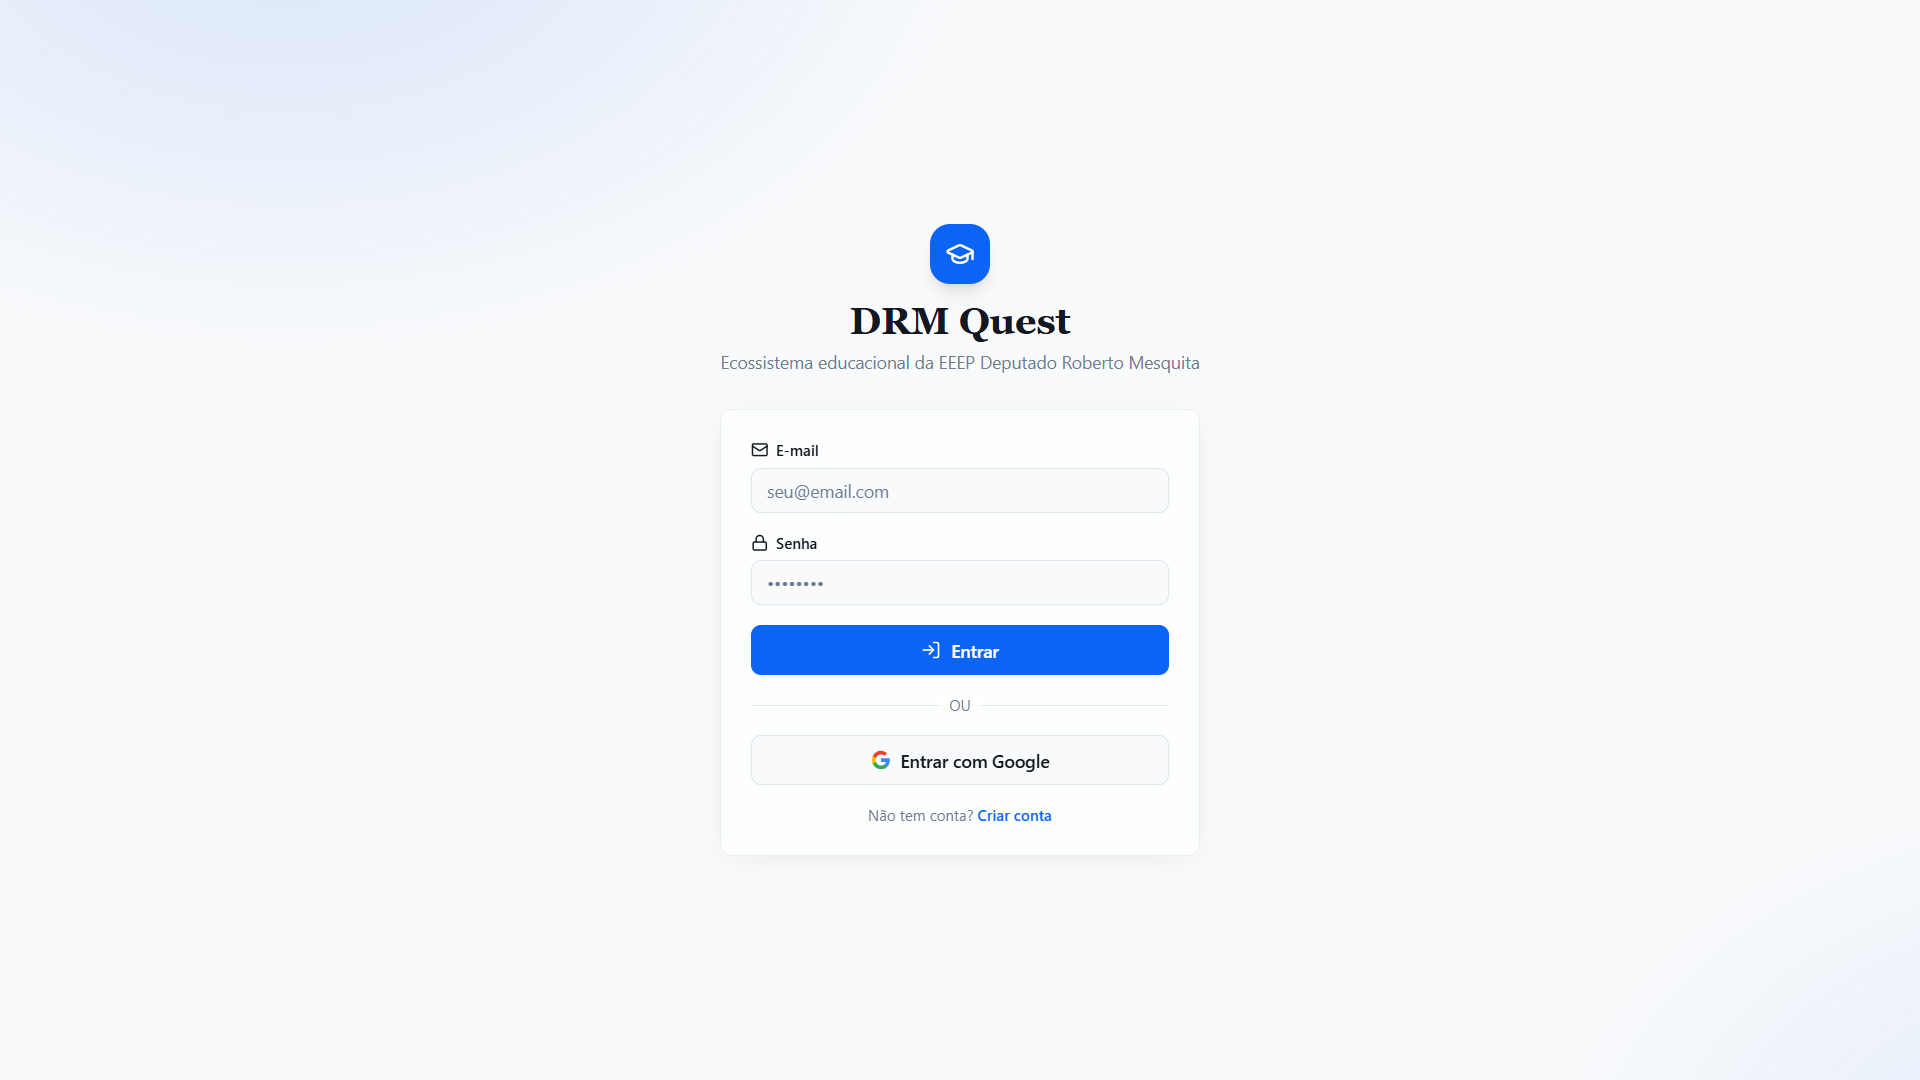 DRM Quest
Ecossistema educacional da EEEP Deputado Roberto Mesquita
E-mail
seu@email.com
Senha
••••••••
Entrar
OU
Entrar com Google
Não tem conta? Criar conta